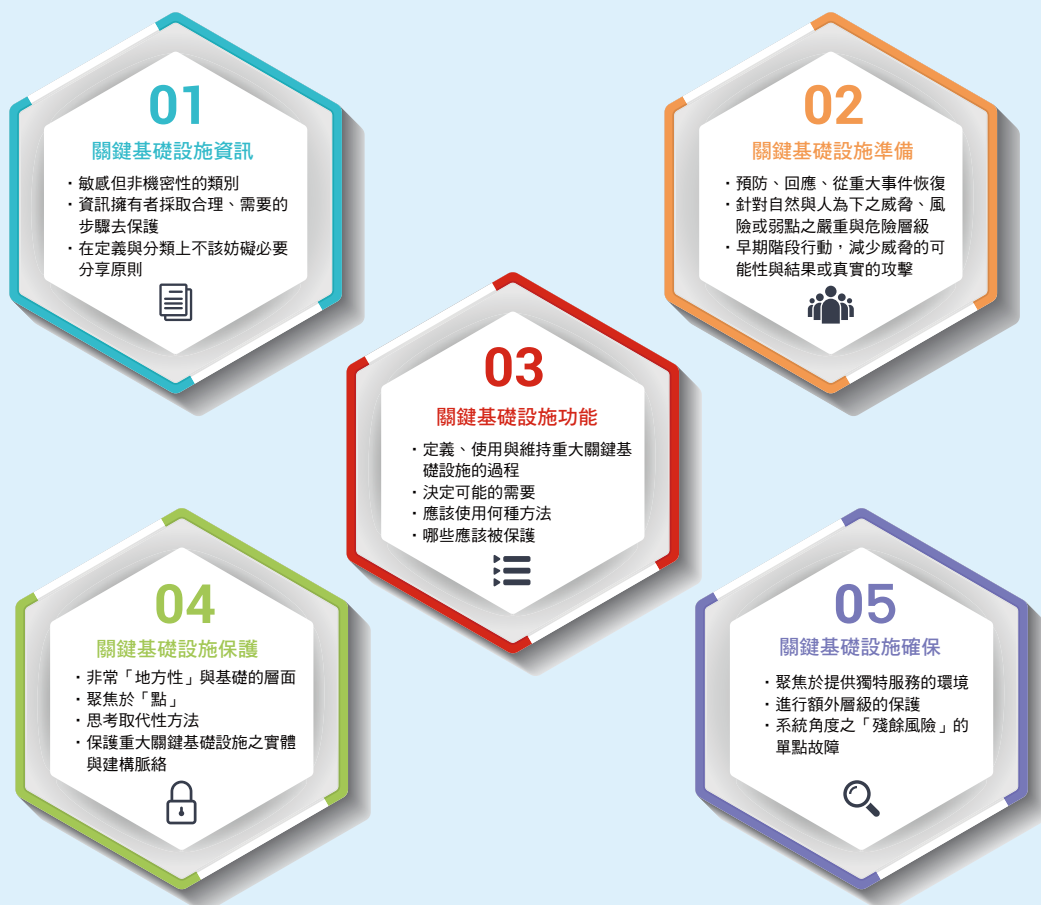 01
關鍵基礎設施資訊
・敏感但非機密性的類別
・資訊擁有者採取合理、需要的
步驟去保護
・在定義與分類上不該妨礙必要
分享原則
02
關鍵基礎設施準備
・預防、回應、從重大事件恢復
・針對自然與人為下之威脅、風
險或弱點之嚴重與危險層級
・早期階段行動，減少威脅的可
能性與結果或真實的攻擊
03
關鍵基礎設施功能
・定義、使用與維持重大關鍵基
礎設施的過程
・決定可能的需要
・應該使用何種方法
・哪些應該被保護
04
關鍵基礎設施保護
・非常「地方性」與基礎的層面
・聚焦於「點」
・思考取代性方法
・保護重大關鍵基礎設施之實體
與建構脈絡
05
關鍵基礎設施確保
・聚焦於提供獨特服務的環境
・進行額外層級的保護
・系統角度之「殘餘風險」的
單點故障